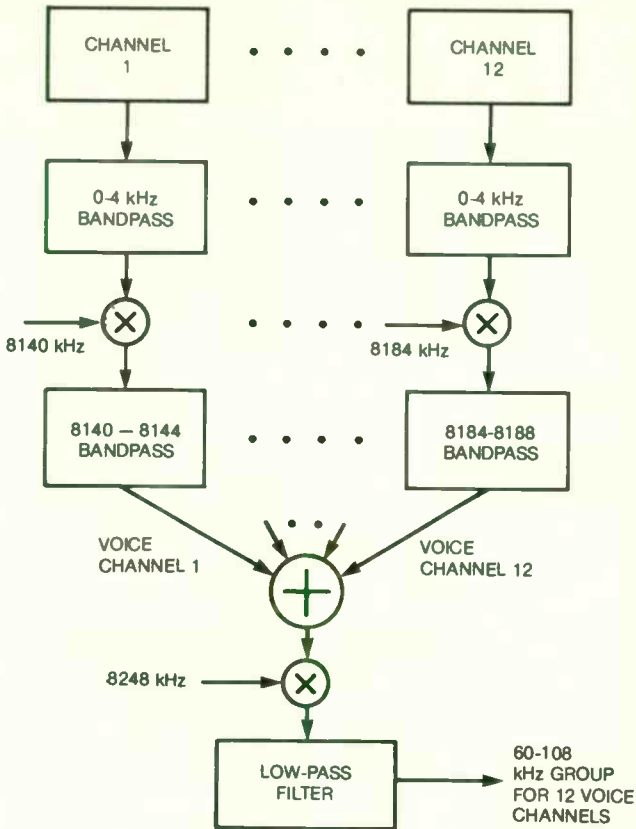 CHANNEL
1
CHANNEL
12
0-4 kHz
BANDPASS
0-4 kHz
BANDPASS
8140 kHz
8184 kHz
8140 — 8144
BANDPASS
8184-8188
BANDPASS
VOICE
CHANNEL 1
VOICE
CHANNEL 12
8248 kHz
LOW-PASS
FILTER
60-108
kHz GROUP
FOR 12 VOICE
CHANNELS